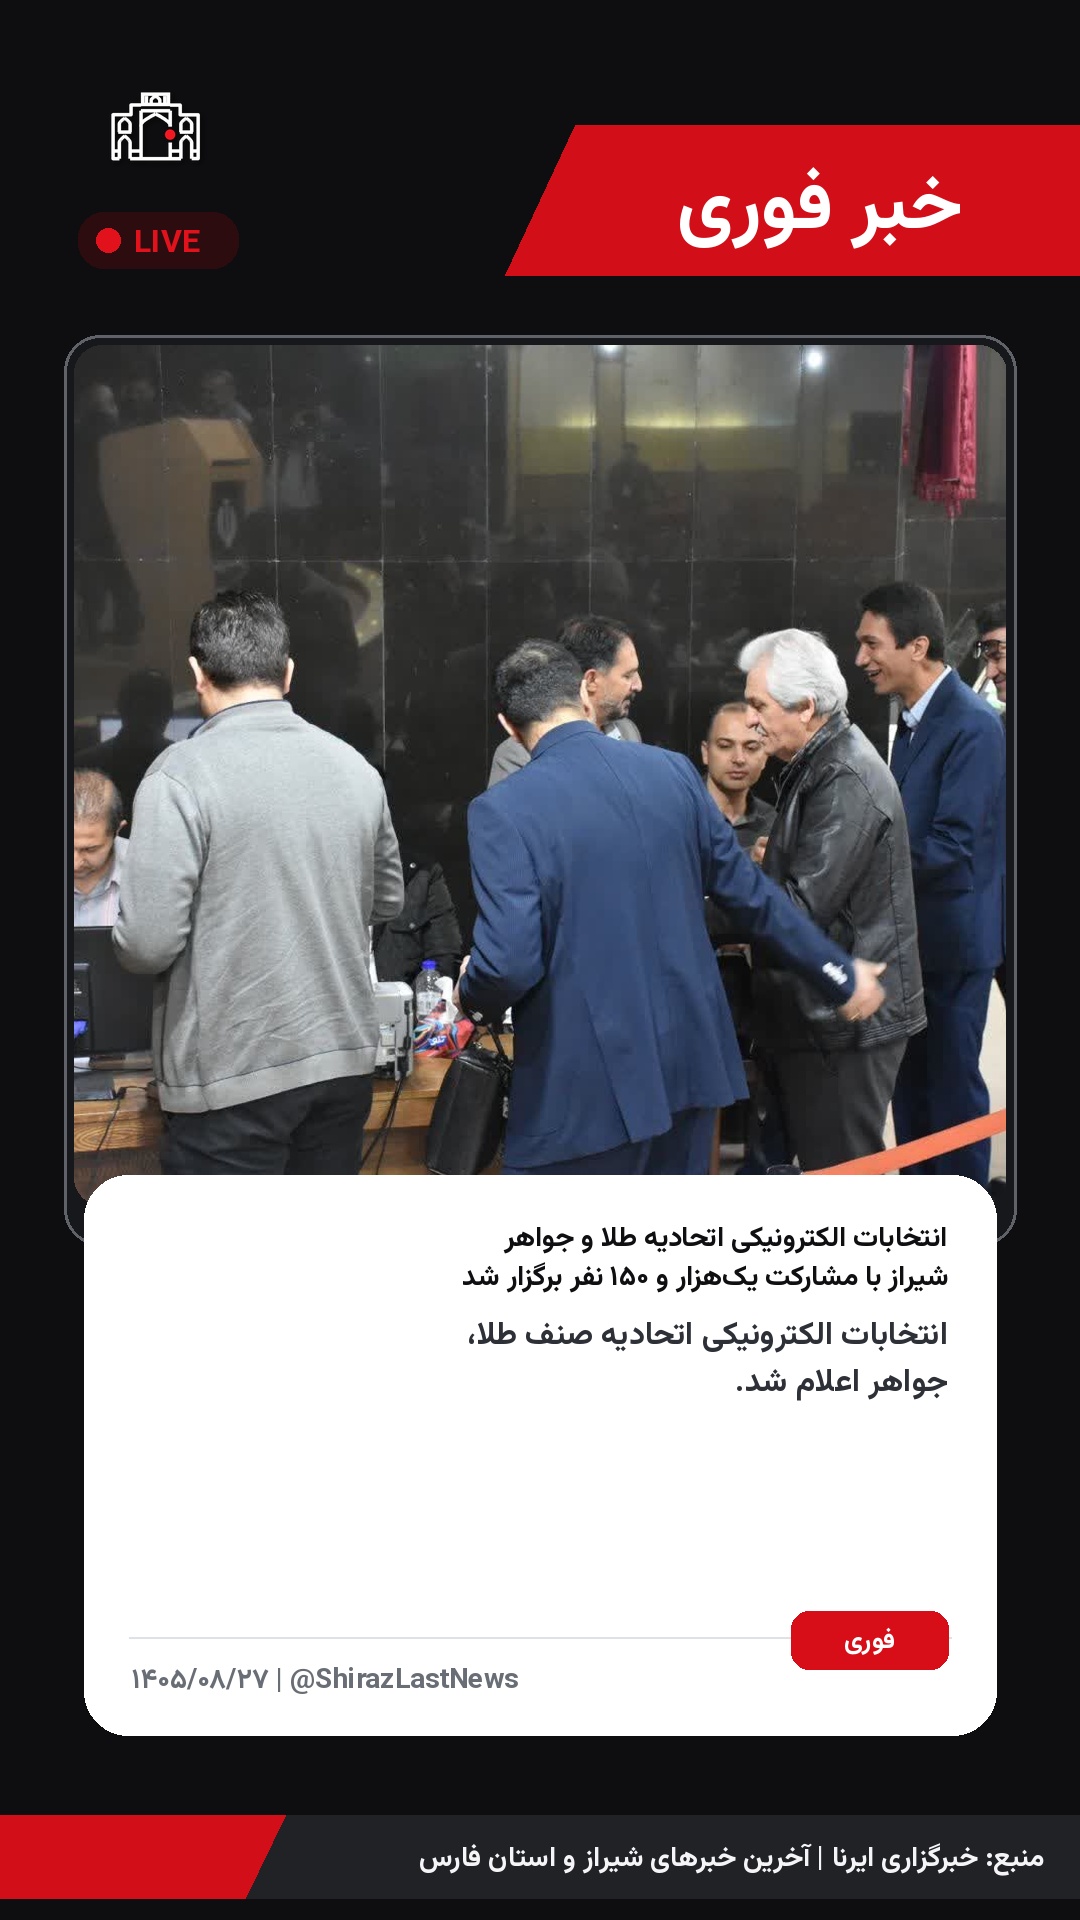 خبر فوری
LIVE
انتخابات الکترونیکی اتحادیه طلا و جواهر
شیراز با مشارکت یک‌هزار و ۱۵۰ نفر برگزار شد
انتخابات الکترونیکی اتحادیه صنف طلا،
جواهر اعلام شد.
فوری
۱۴۰۵/۰۸/۲۷ | @ShirazLastNews
منبع: خبرگزاری ایرنا | آخرین خبرهای شیراز و استان فارس